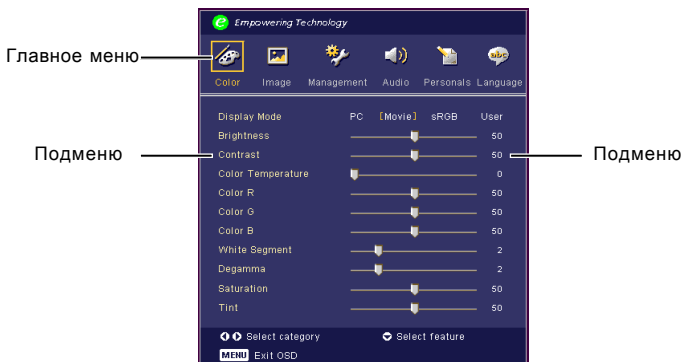 e Empowering Technology
Главное меню
abc
Color Image Management Audio Personals Language
Display Mode PC [Movie] sRGB User
Brightness 50
Подменю Contrast 50 Подменю
Color Temperature 0
Color R 50
Color G 50
Color B 50
White Segment 2
Degamma 2
Saturation 50
Tint 50
Select category Select feature
MENU Exit OSD